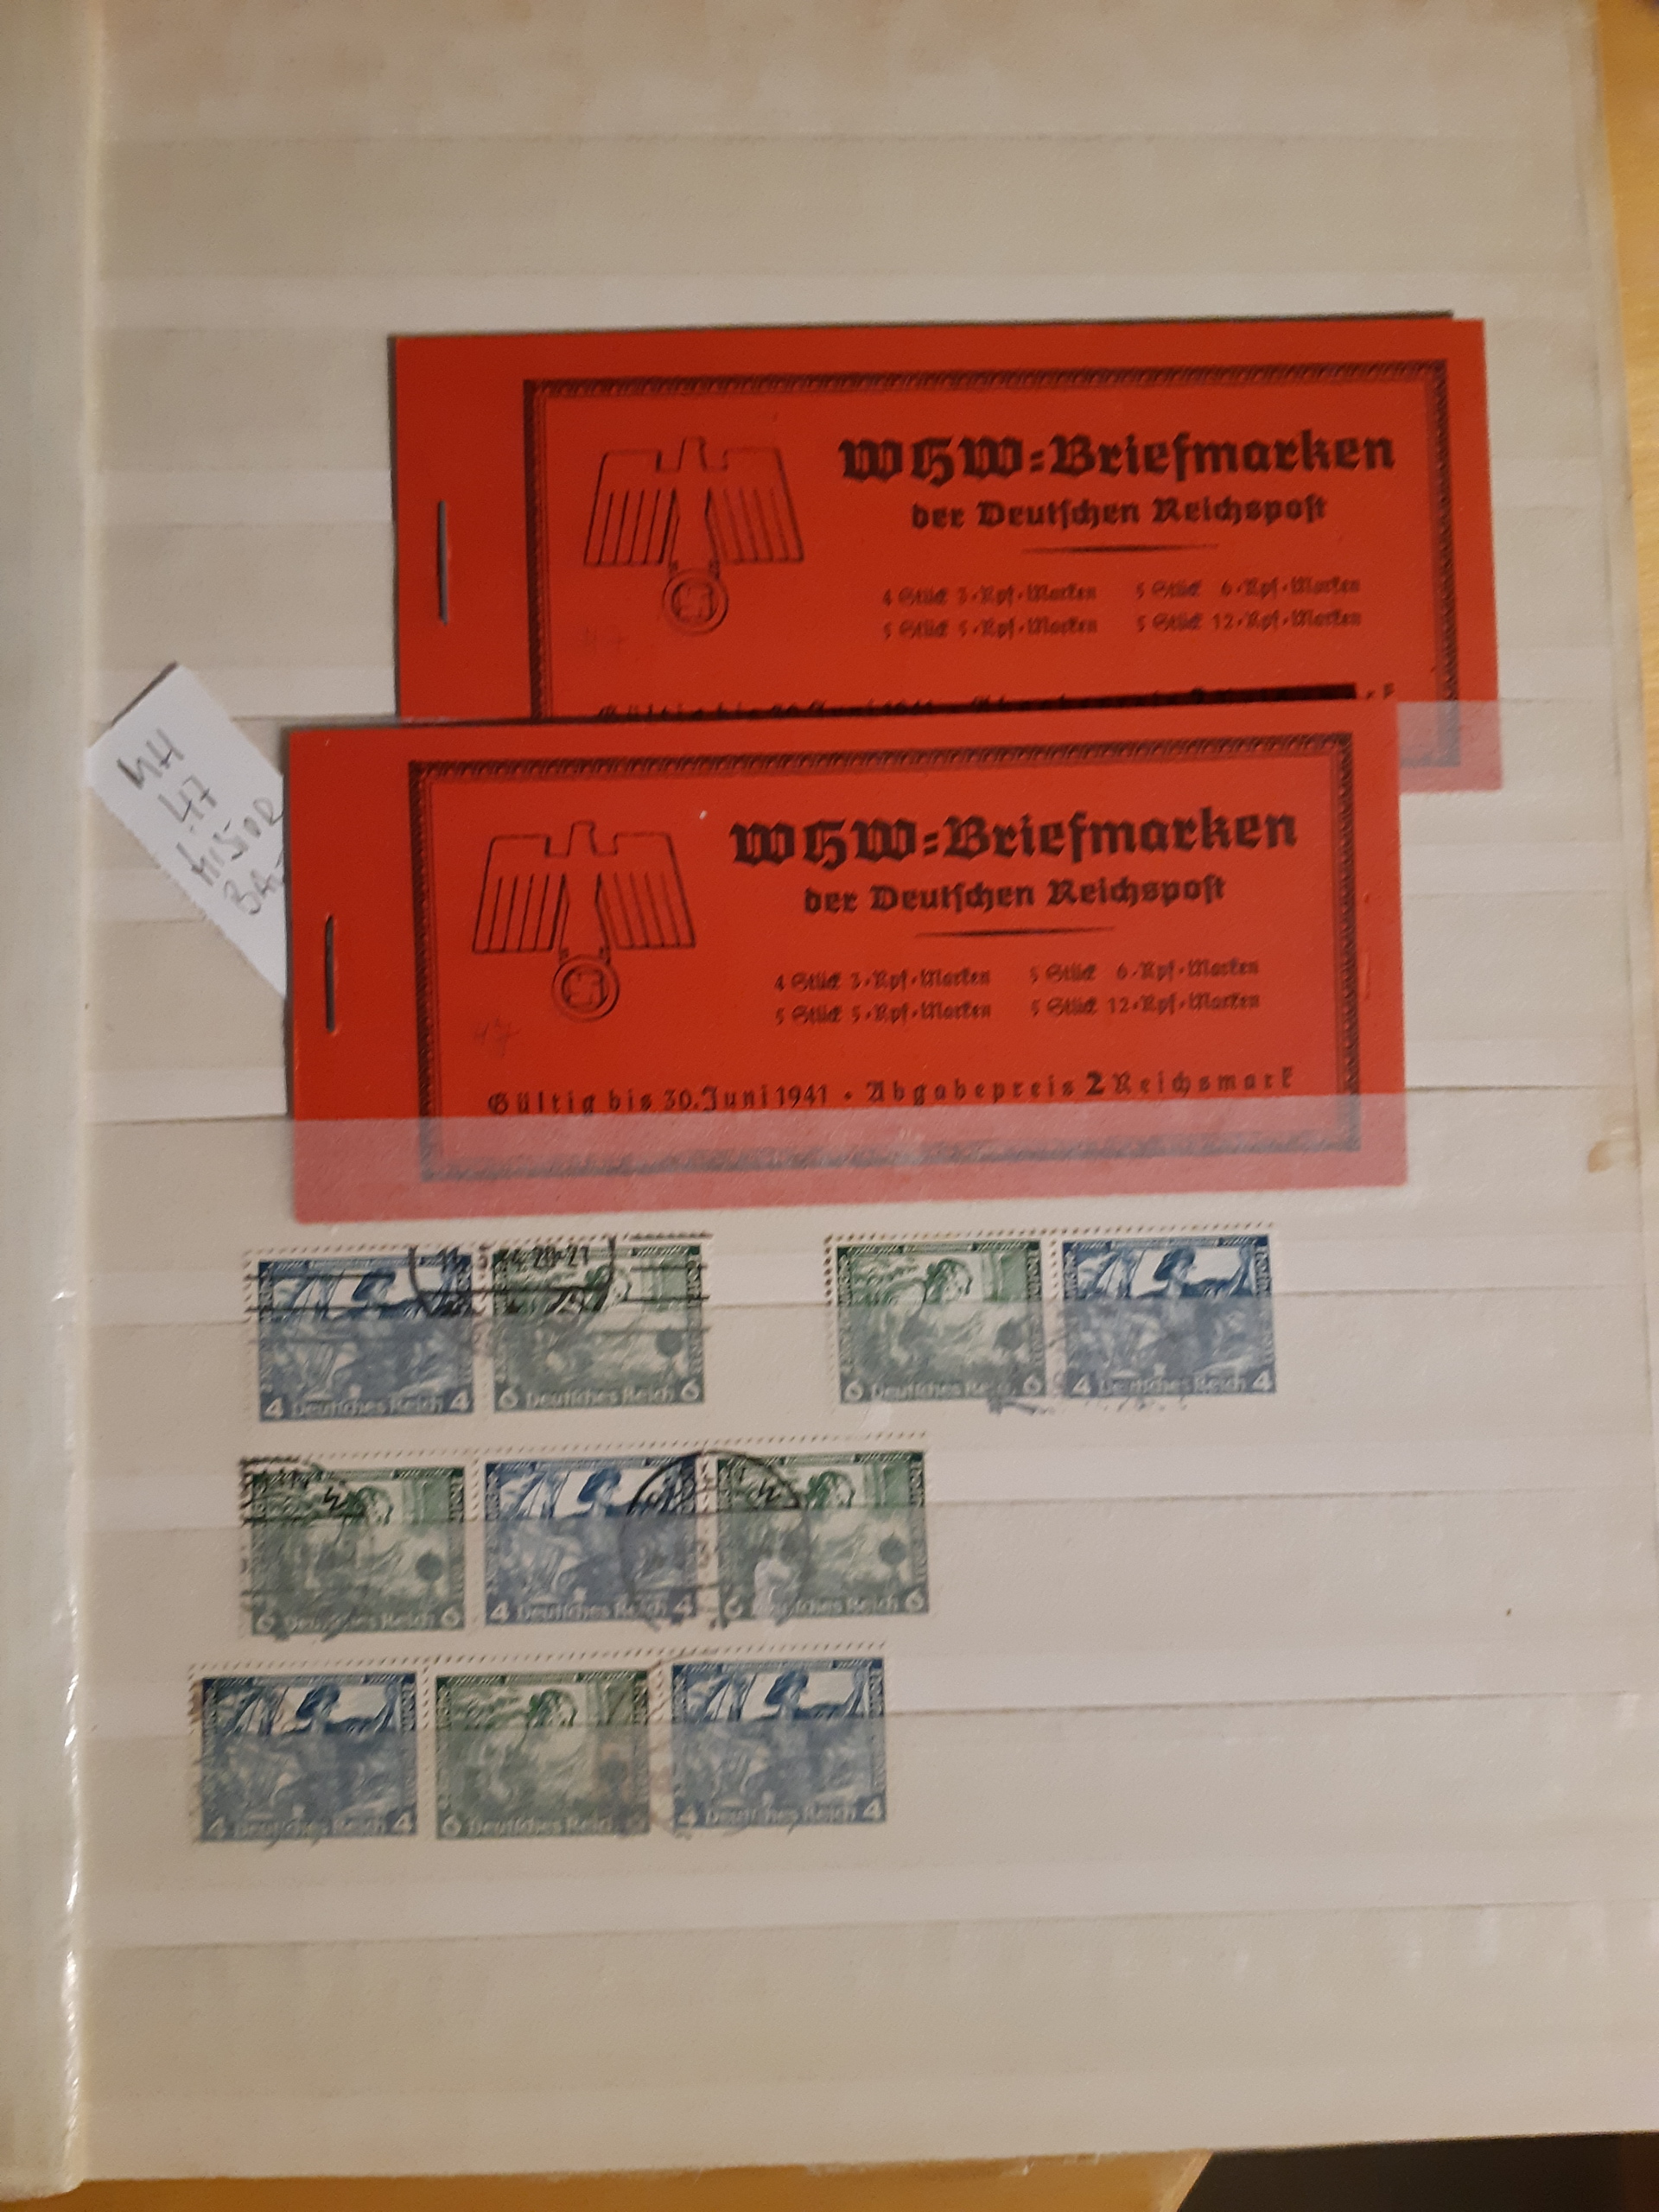 WHW=Briefmarken
der Deutschen Reichspost
4 Stück 3-Rpf-Marken 5 Stück 6-Rpf-Marken
5 Stück 5-Rpf-Marken 5 Stück 12-Rpf-Marken
MH
47
WHW=Briefmarken
der Deutschen Reichspost
4 Stück 3-Rpf-Marken 5 Stück 6-Rpf-Marken
5 Stück 5-Rpf-Marken 5 Stück 12-Rpf-Marken
47
Gültig bis 30. Juni 1941 • Abgabepreis 2 Reichsmark
20-21
4 Deutsches Reich 4
6 Deutsches Reich 6
6 Deutsches Reich 6
4 Deutsches Reich 4
6 Deutsches Reich 6
4 Deutsches Reich 4
6 Deutsches Reich 6
4 Deutsches Reich 4
6 Deutsches Reich
4 Deutsches Reich 4